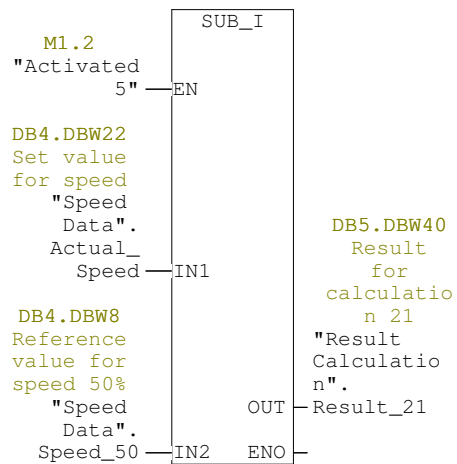 SUB_I
M1.2
"Activated
5"
EN
DB4.DBW22
Set value
for speed
"Speed
Data".
Actual_
Speed
IN1
DB4.DBW8
Reference
value for
speed 50%
"Speed
Data".
Speed_50
IN2
DB5.DBW40
Result
for
calculatio
n 21
"Result
Calculatio
n".
Result_21
OUT
ENO